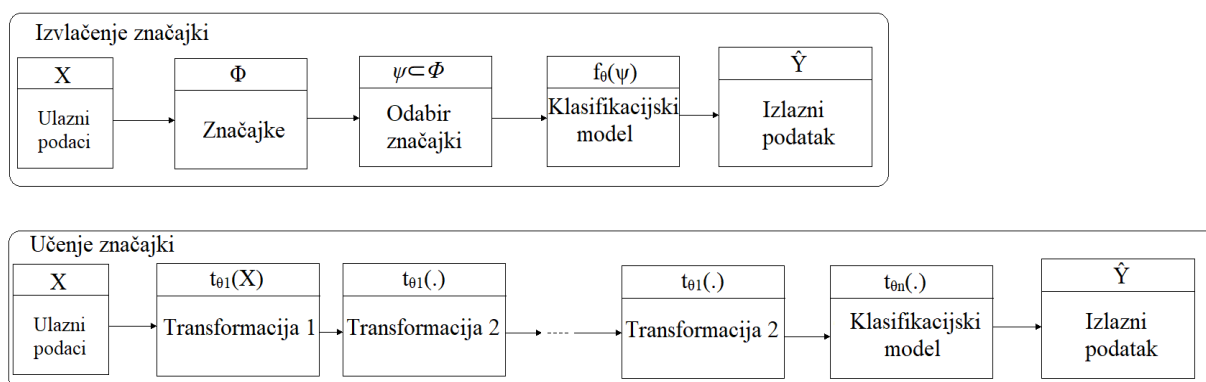 Izvlačenje značajki
X
Ulazni
podaci
Φ
Značajke
ψ⊂Φ
Odabir
značajki
fθ(ψ)
Klasifikacijski
model
Ŷ
Izlazni
podatak
Učenje značajki
X
Ulazni
podaci
tθ1(X)
Transformacija 1
tθ1(.)
Transformacija 2
----
tθ1(.)
Transformacija 2
tθn(.)
Klasifikacijski
model
Ŷ
Izlazni
podatak